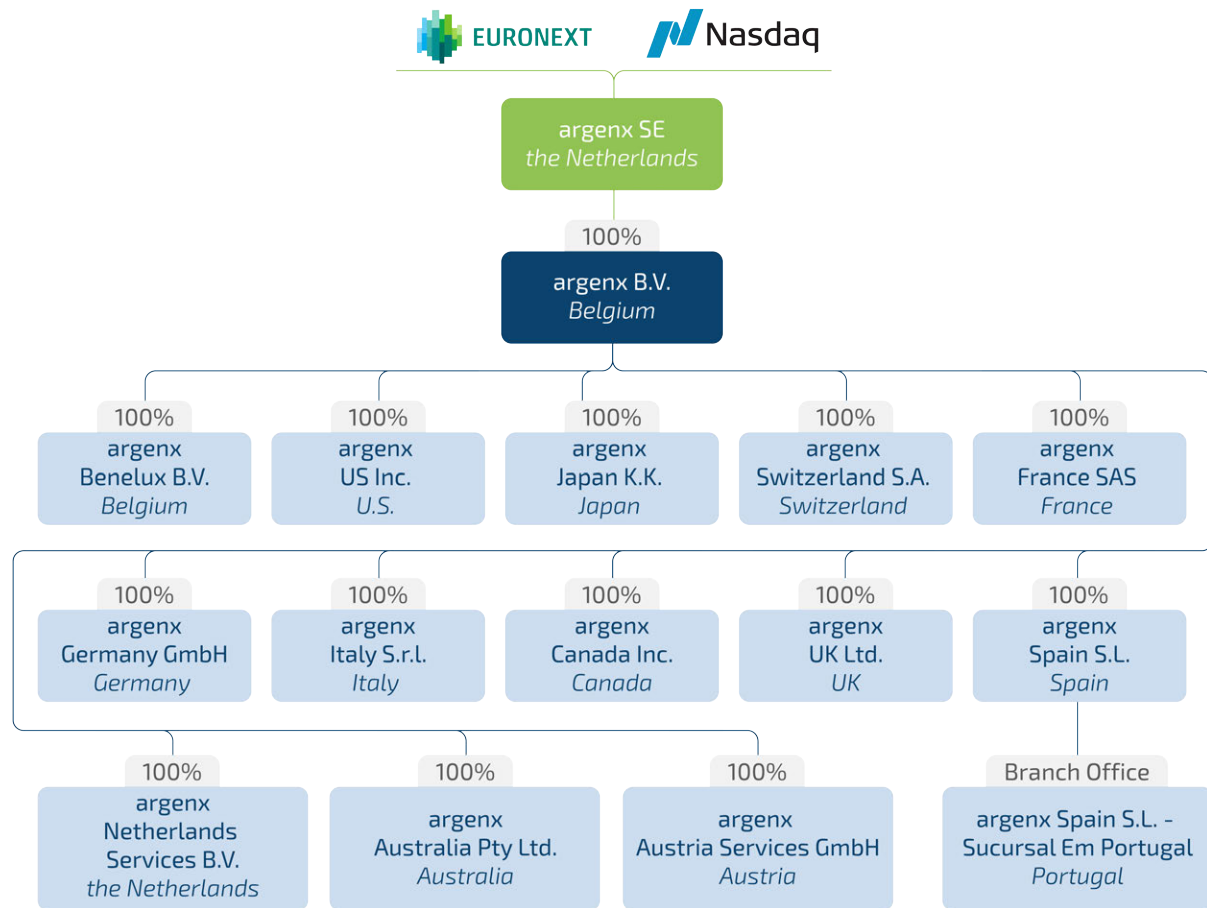 EURONEXT
Nasdaq
argenx SE
the Netherlands
100%
argenx B.V.
Belgium
100%
100%
100%
100%
100%
argenx
Benelux B.V.
Belgium
argenx
US Inc.
U.S.
argenx
Japan K.K.
Japan
argenx
Switzerland S.A.
Switzerland
argenx
France SAS
France
100%
100%
100%
100%
100%
argenx
Germany GmbH
Germany
argenx
Italy S.r.l.
Italy
argenx
Canada Inc.
Canada
argenx
UK Ltd.
UK
argenx
Spain S.L.
Spain
100%
100%
100%
Branch Office
argenx
Netherlands
Services B.V.
the Netherlands
argenx
Australia Pty Ltd.
Australia
argenx
Austria Services GmbH
Austria
argenx Spain S.L. -
Sucursal Em Portugal
Portugal